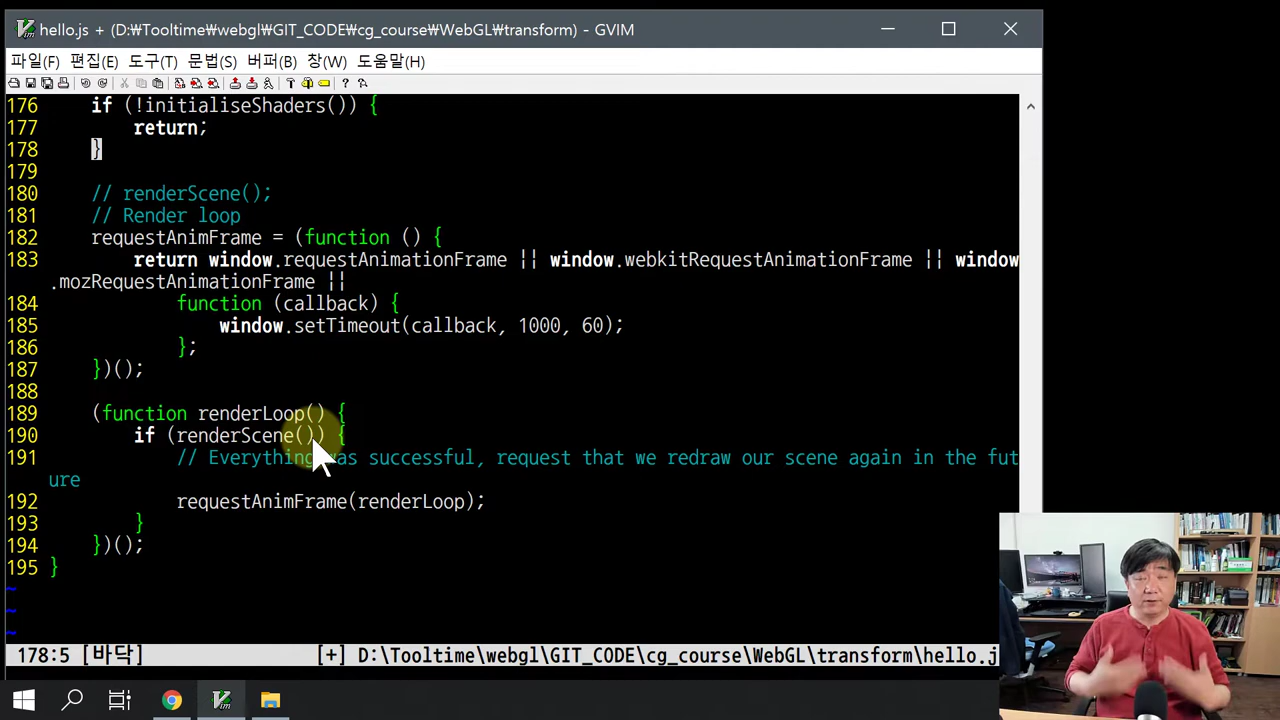 hello.js + (D:\Tooltime\webgl\GIT_CODE\cg_course\WebGL\transform) - GVIM
파일(F) 편집(E) 도구(T) 문법(S) 버퍼(B) 창(W) 도움말(H)
176     if (!initialiseShaders()) {
177         return;
178     }
179
180     // renderScene();
181     // Render loop
182     requestAnimFrame = (function () {
183         return window.requestAnimationFrame || window.webkitRequestAnimationFrame || window
.mozRequestAnimationFrame ||
184             function (callback) {
185                 window.setTimeout(callback, 1000, 60);
186             };
187     })();
188
189     (function renderLoop() {
190         if (renderScene()) {
191             // Everything was successful, request that we redraw our scene again in the fut
ure
192             requestAnimFrame(renderLoop);
193         }
194     })();
195 }
~
~
~
178:5 [바닥] [+] D:\Tooltime\webgl\GIT_CODE\cg_course\WebGL\transform\hello.j